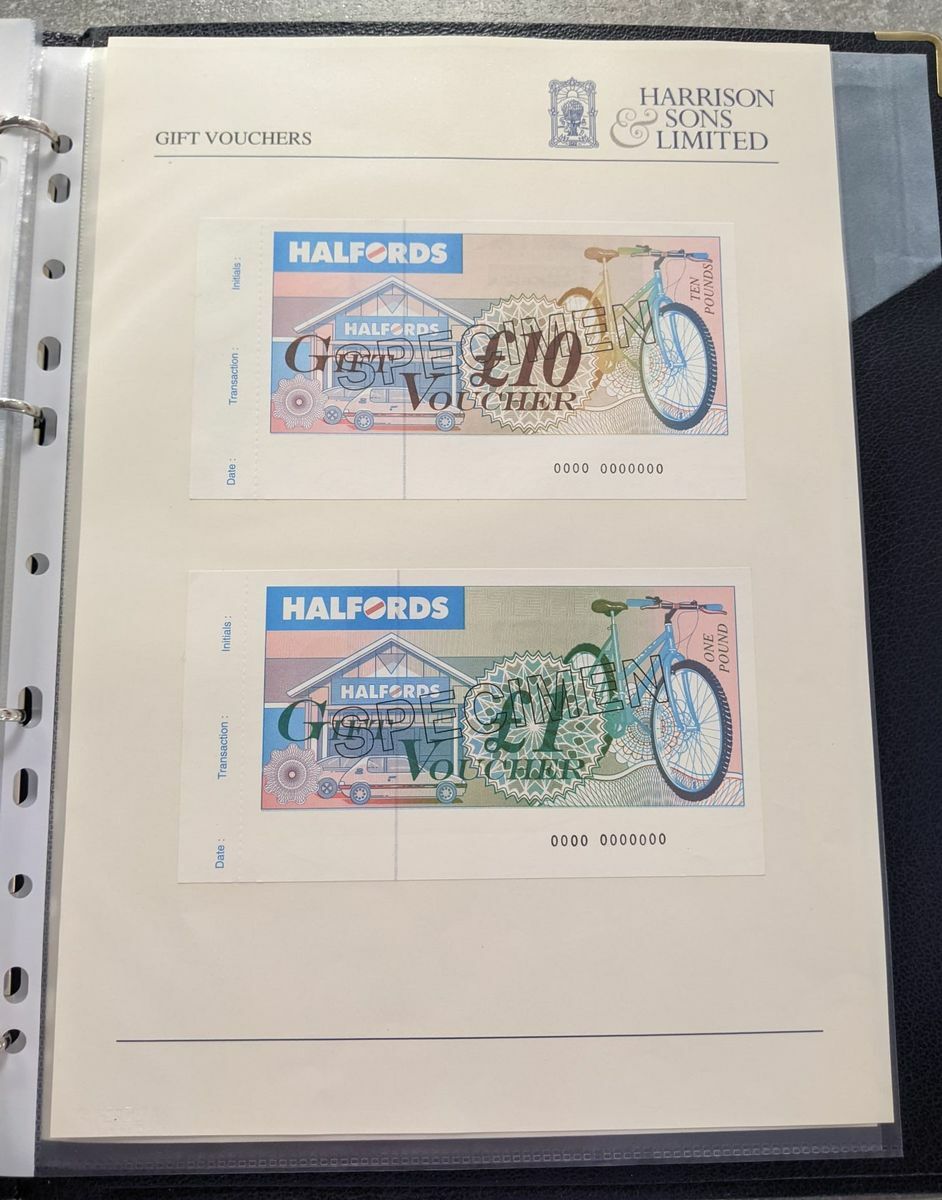 GIFT VOUCHERS
HARRISON
& SONS
LIMITED
HALFORDS
Initials :
Transaction :
Date :
HALFORDS
GIFT
VOUCHER
£10
SPECIMEN
TEN
POUNDS
0000 0000000
HALFORDS
Initials :
Transaction :
Date :
HALFORDS
GIFT
VOUCHER
£1
SPECIMEN
ONE
POUND
0000 0000000